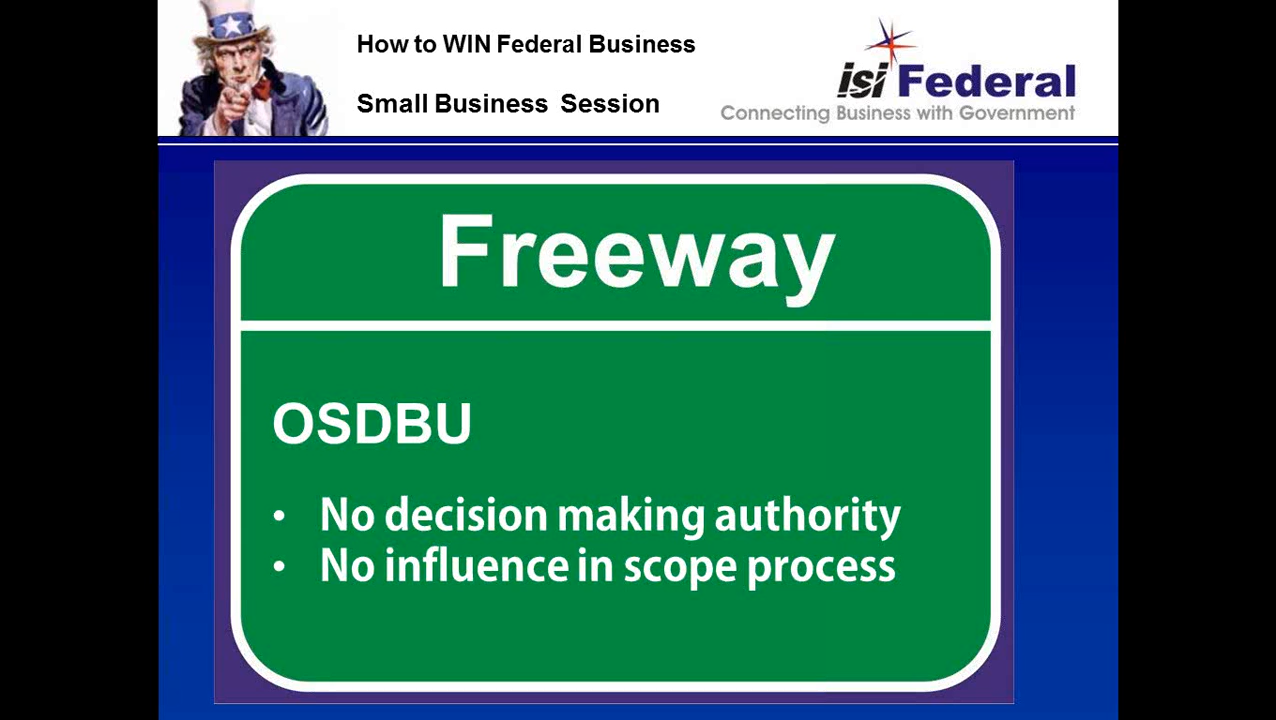 How to WIN Federal Business
Small Business Session
isi Federal
Connecting Business with Government
Freeway
OSDBU
• No decision making authority
• No influence in scope process